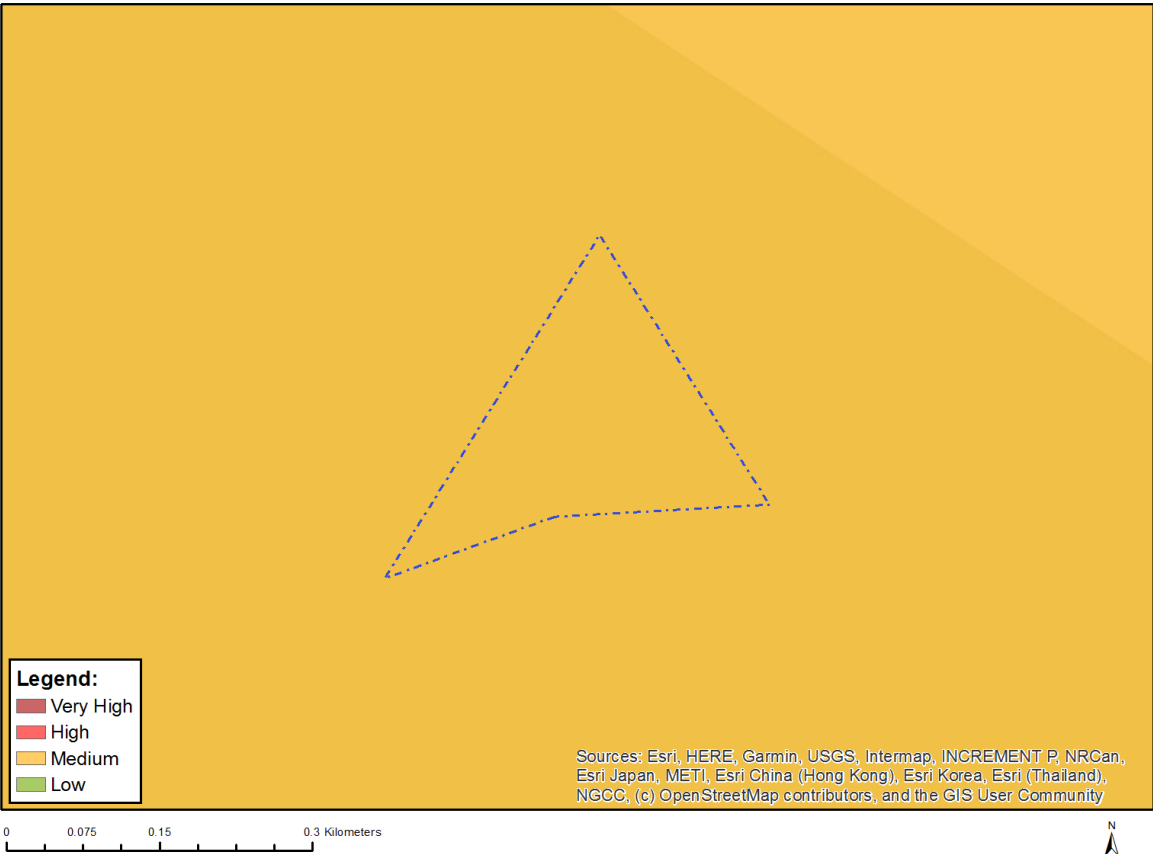 Legend:
Very High
High
Medium
Low
Sources: Esri, HERE, Garmin, USGS, Intermap, INCREMENT P, NRCan,
Esri Japan, METI, Esri China (Hong Kong), Esri Korea, Esri (Thailand),
NGCC, (c) OpenStreetMap contributors, and the GIS User Community
0 0.075 0.15 0.3 Kilometers
N